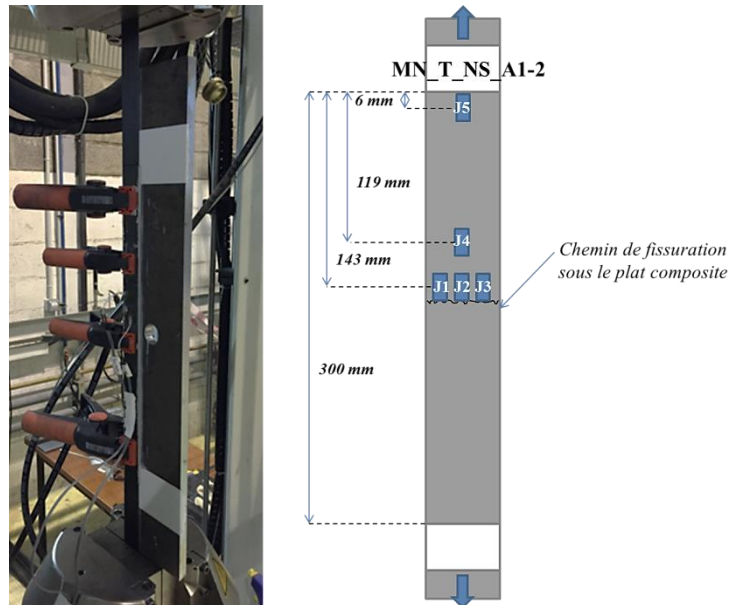 MN_T_NS_A1-2
6 mm
J5
119 mm
J4
143 mm
J1 J2 J3
Chemin de fissuration
sous le plat composite
300 mm